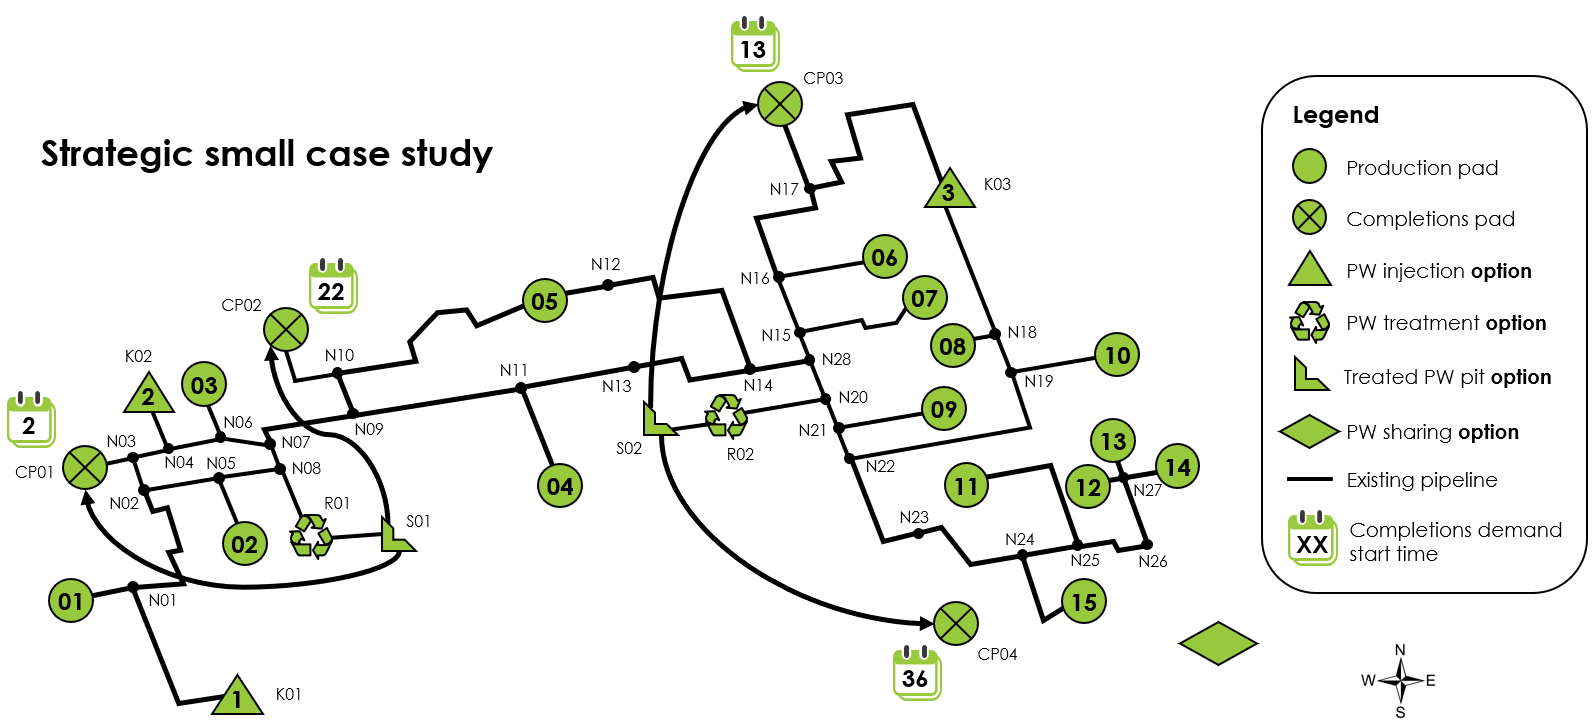 Strategic small case study
13
CP03
N17
3
K03
06
N16
07
N15
08
N18
10
N19
N28
N12
05
22
CP02
N10
N11
N13
N14
N20
09
N21
N22
K02
2
03
N06
N09
N07
2
N03
CP01
N04
N05
N08
N02
R01
S01
02
04
S02
R02
01
N01
1
K01
11
13
14
12
N27
N23
N24
N25
N26
15
CP04
36
Legend
Production pad
Completions pad
PW injection option
PW treatment option
Treated PW pit option
PW sharing option
Existing pipeline
XX
Completions demand
start time
N
W
E
S